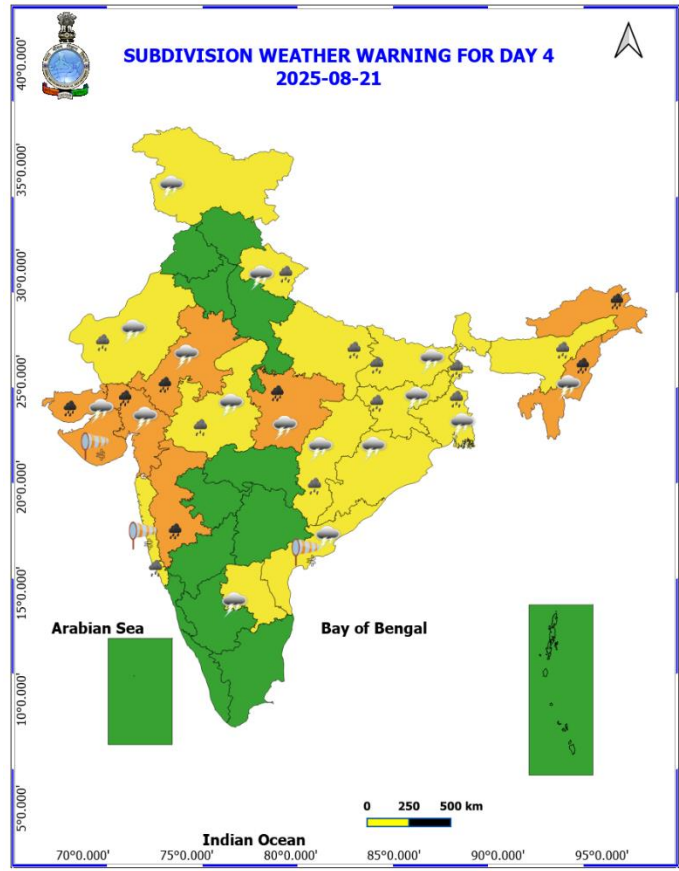 SUBDIVISION WEATHER WARNING FOR DAY 4
2025-08-21
40°0.000'
35°0.000'
30°0.000'
25°0.000'
20°0.000'
15°0.000'
10°0.000'
5°0.000'
Arabian Sea
Bay of Bengal
0 250 500 km
Indian Ocean
70°0.000' 75°0.000' 80°0.000' 85°0.000' 90°0.000' 95°0.000'